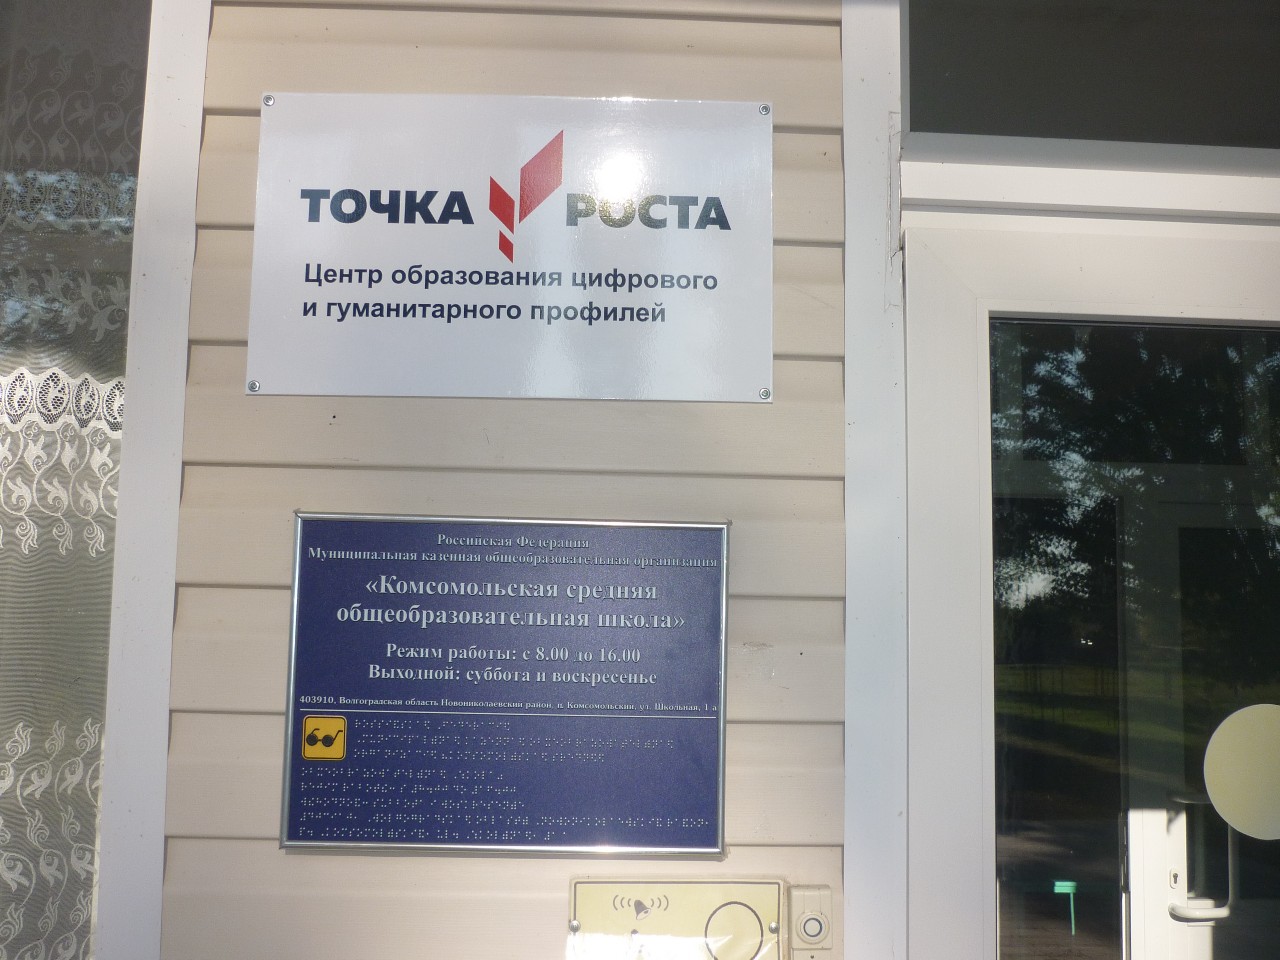 ТОЧКА РОСТА
Центр образования цифрового
и гуманитарного профилей
Российская Федерация
Муниципальная казенная общеобразовательная организация
«Комсомольская средняя
общеобразовательная школа»
Режим работы: с 8.00 до 16.00
Выходной: суббота и воскресенье
403910, Волгоградская область Новониколаевский район, п. Комсомольский, ул. Школьная, 1 а